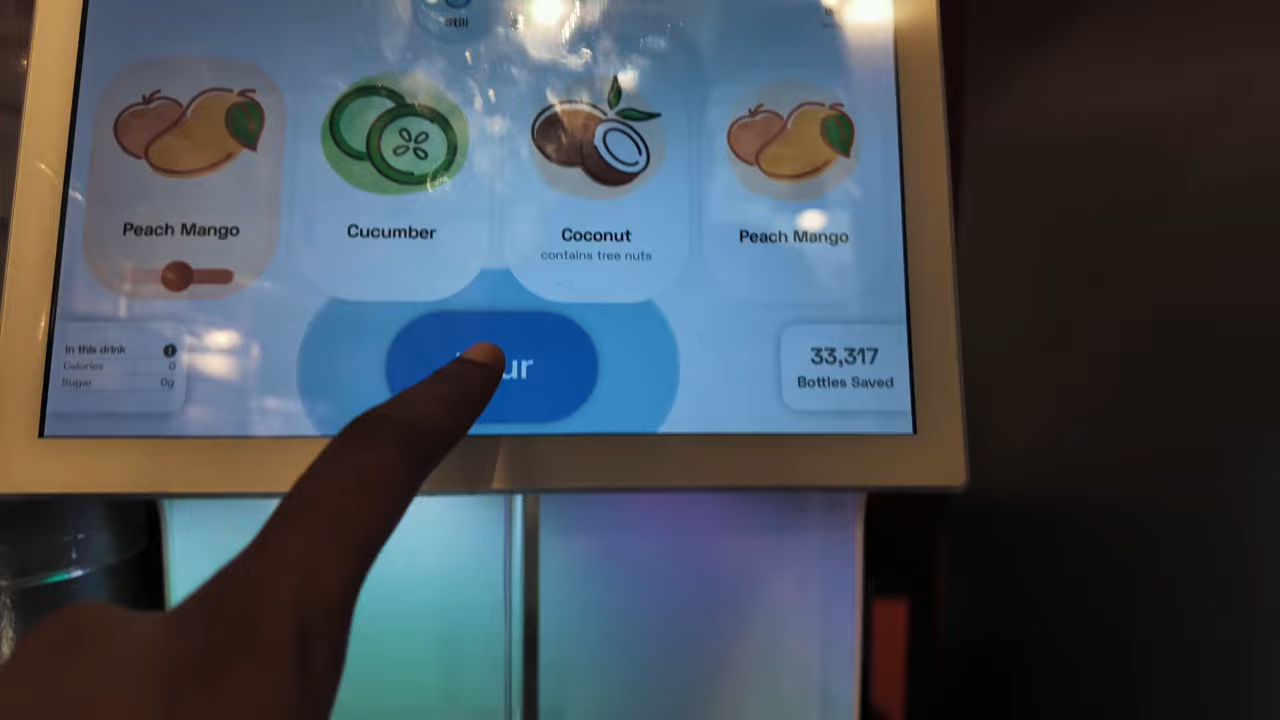 Still
Peach Mango
Cucumber
Coconut
contains tree nuts
Peach Mango
In this drink
Calories 0
Sugar 0g
33,317
Bottles Saved